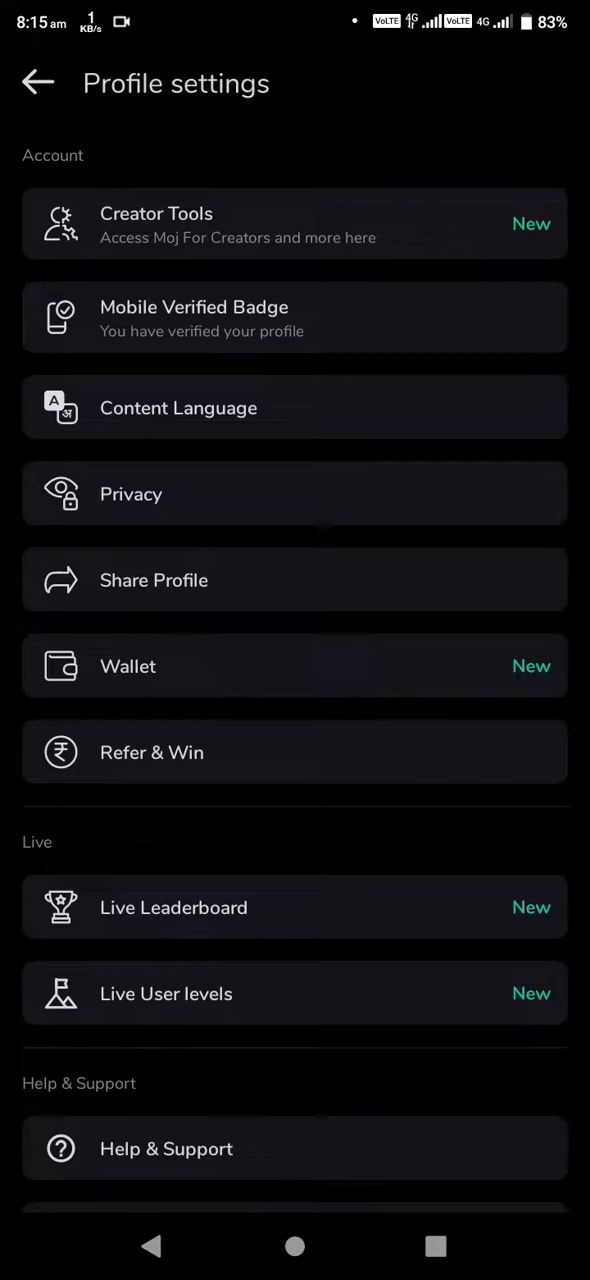 8:15 am 1 KB/s VoLTE 4G VoLTE 4G 83%
Profile settings
Account
Creator Tools
Access Moj For Creators and more here
New
Mobile Verified Badge
You have verified your profile
A अ
Content Language
Privacy
Share Profile
Wallet
New
₹
Refer & Win
Live
Live Leaderboard
New
Live User levels
New
Help & Support
?
Help & Support